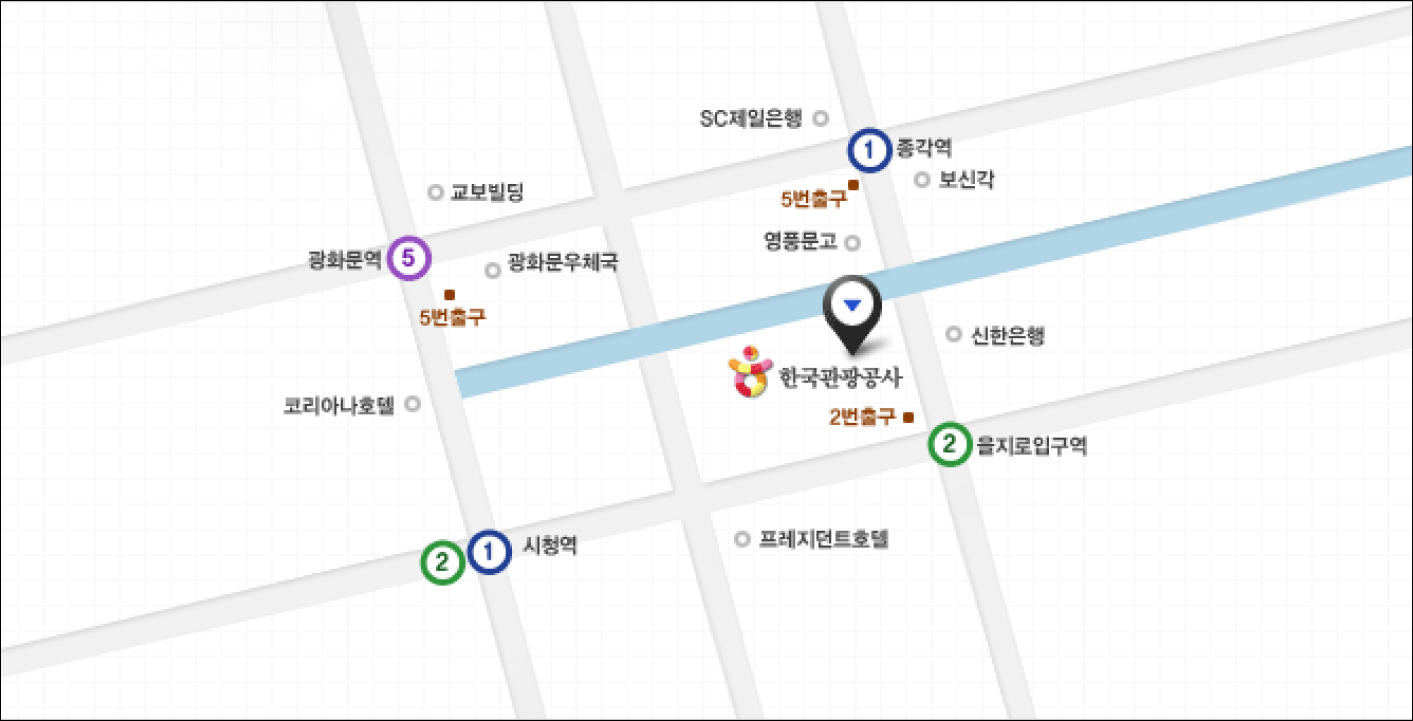 SC제일은행
1 종각역
보신각
5번출구
교보빌딩
영풍문고
광화문역 5
광화문우체국
5번출구
신한은행
한국관광공사
코리아나호텔
2번출구
2 을지로입구역
2 1 시청역
프레지던트호텔